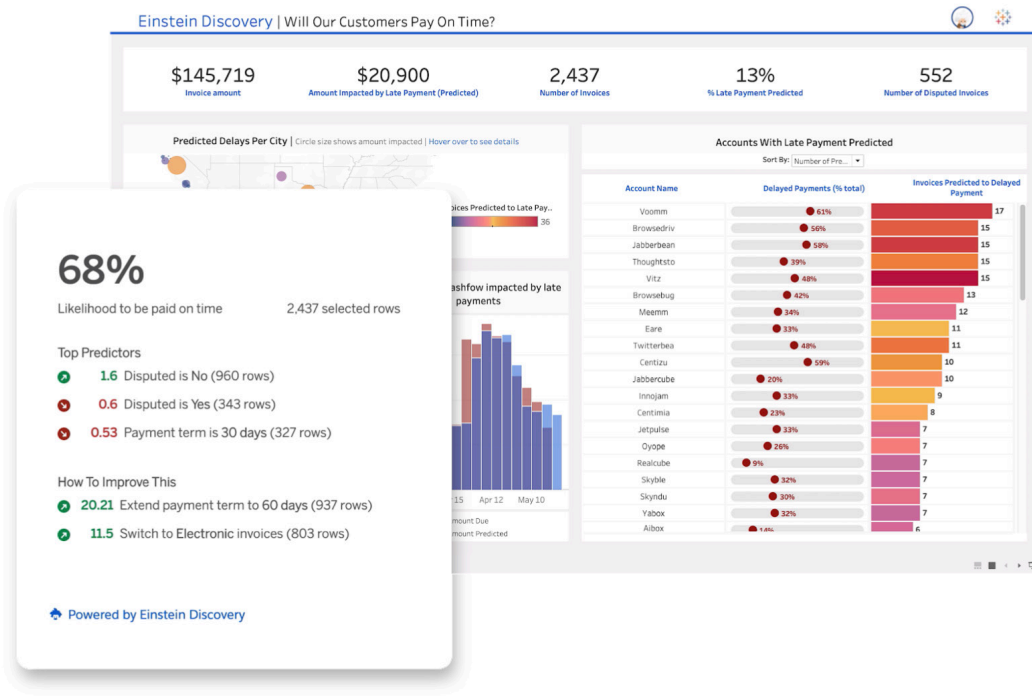 Einstein Discovery | Will Our Customers Pay On Time?
$145,719
Invoice amount
$20,900
Amount Impacted by Late Payment (Predicted)
2,437
Number of Invoices
13%
% Late Payment Predicted
552
Number of Disputed Invoices
Predicted Delays Per City | Circle size shows amount impacted | Hover over to see details
oices Predicted to Late Pay..
36
ashfow impacted by late
payments
15 Apr 12 May 10
mount Due
mount Predicted
68%
Likelihood to be paid on time
2,437 selected rows
Top Predictors
1.6 Disputed is No (960 rows)
0.6 Disputed is Yes (343 rows)
0.53 Payment term is 30 days (327 rows)
How To Improve This
20.21 Extend payment term to 60 days (937 rows)
11.5 Switch to Electronic invoices (803 rows)
Powered by Einstein Discovery
Accounts With Late Payment Predicted
Sort By: Number of Pre...
Account Name
Delayed Payments (% total)
Invoices Predicted to Delayed
Payment
Voomm 61% 17
Browsedriv 56% 15
Jabberbean 58% 15
Thoughtsto 39% 15
Vitz 48% 15
Browsebug 42% 13
Meemm 34% 12
Eare 33% 11
Twitterbea 48% 11
Centizu 59% 10
Jabbercube 20% 10
Innojam 33% 9
Centimia 23% 8
Jetpulse 33% 7
Oyope 26% 7
Realcube 9% 7
Skyble 32% 7
Skyndu 30% 7
Yabox 32% 7
Aibox 14% 6